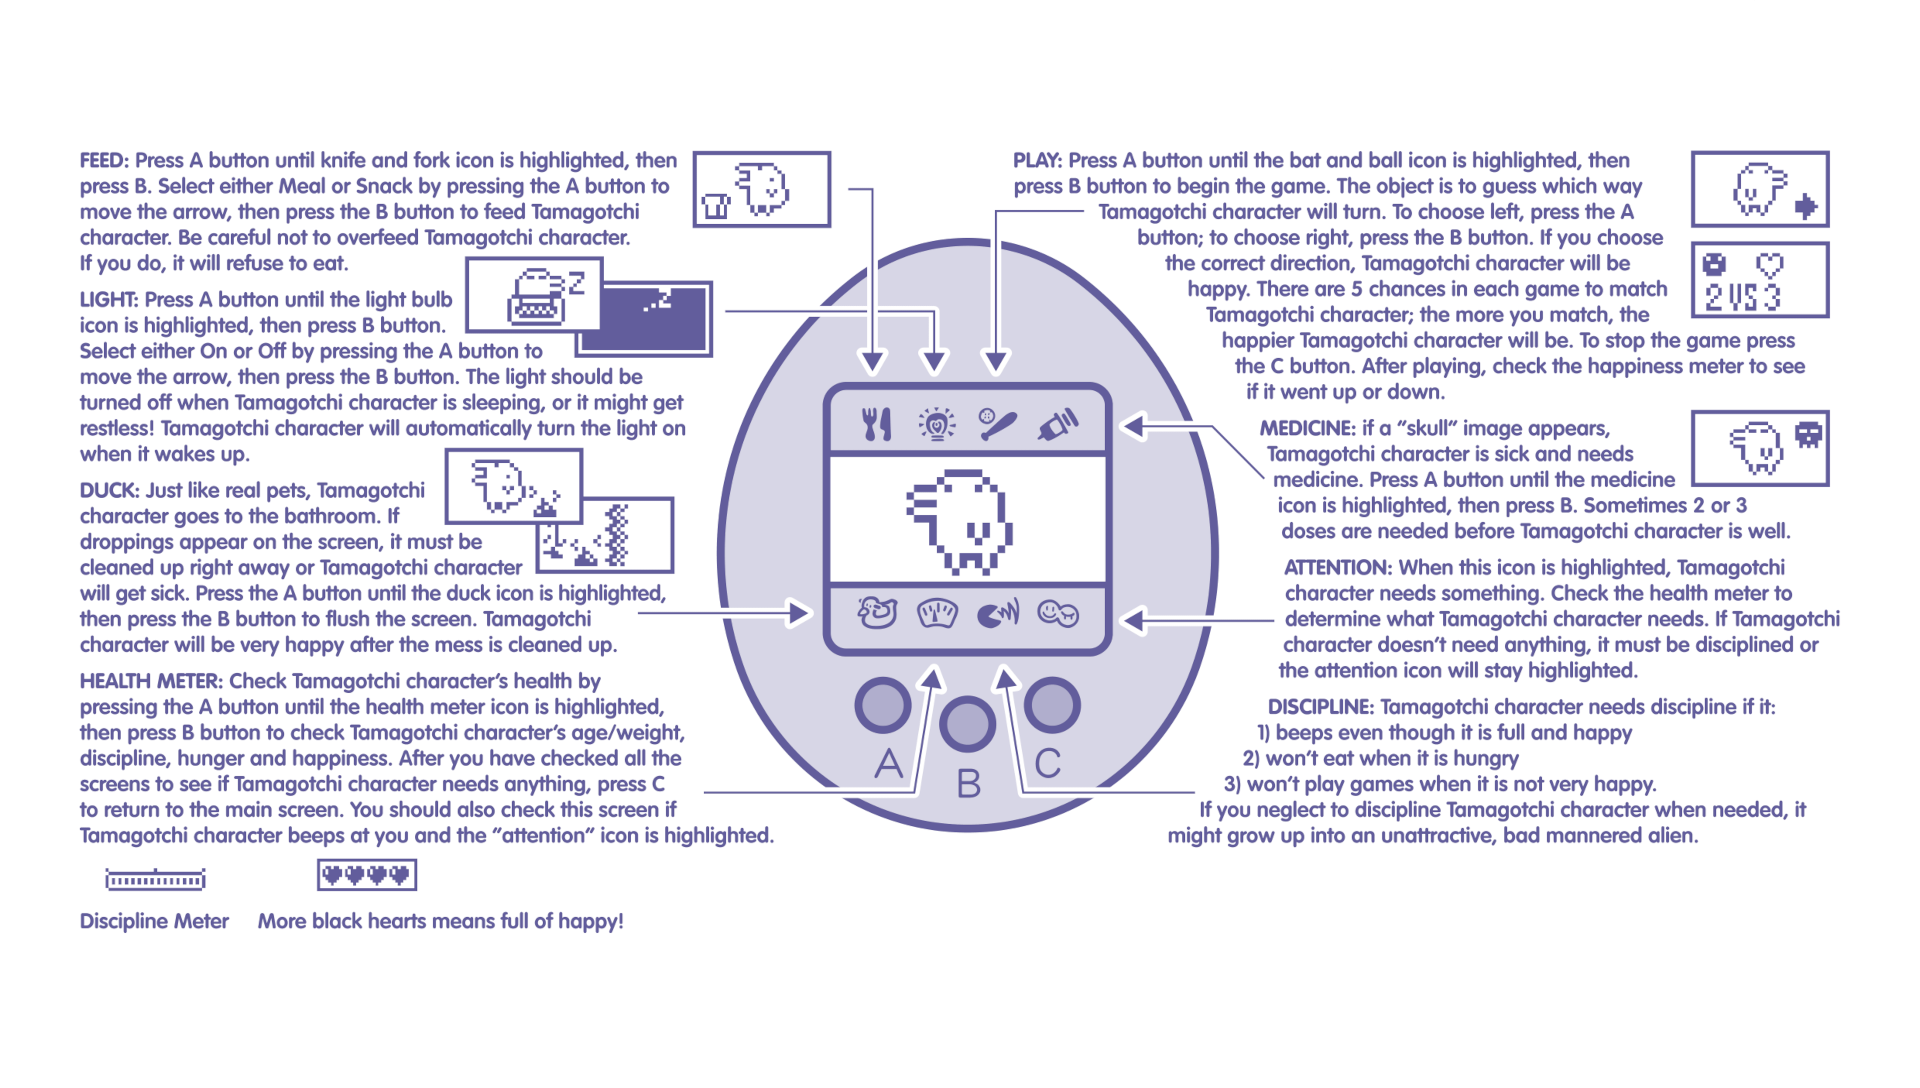 FEED: Press A button until knife and fork icon is highlighted, then
press B. Select either Meal or Snack by pressing the A button to
move the arrow, then press the B button to feed Tamagotchi
character. Be careful not to overfeed Tamagotchi character.
If you do, it will refuse to eat.
LIGHT: Press A button until the light bulb
icon is highlighted, then press B button.
Select either On or Off by pressing the A button to
move the arrow, then press the B button. The light should be
turned off when Tamagotchi character is sleeping, or it might get
restless! Tamagotchi character will automatically turn the light on
when it wakes up.
DUCK: Just like real pets, Tamagotchi
character goes to the bathroom. If
droppings appear on the screen, it must be
cleaned up right away or Tamagotchi character
will get sick. Press the A button until the duck icon is highlighted,
then press the B button to flush the screen. Tamagotchi
character will be very happy after the mess is cleaned up.
HEALTH METER: Check Tamagotchi character's health by
pressing the A button until the health meter icon is highlighted,
then press B button to check Tamagotchi character's age/weight,
discipline, hunger and happiness. After you have checked all the
screens to see if Tamagotchi character needs anything, press C
to return to the main screen. You should also check this screen if
Tamagotchi character beeps at you and the "attention" icon is highlighted.
Discipline Meter
More black hearts means full of happy!
Z
A
B
C
PLAY: Press A button until the bat and ball icon is highlighted, then
press B button to begin the game. The object is to guess which way
Tamagotchi character will turn. To choose left, press the A
button; to choose right, press the B button. If you choose
the correct direction, Tamagotchi character will be
happy. There are 5 chances in each game to match
Tamagotchi character; the more you match, the
happier Tamagotchi character will be. To stop the game press
the C button. After playing, check the happiness meter to see
if it went up or down.
2 VS 3
MEDICINE: if a "skull" image appears,
Tamagotchi character is sick and needs
medicine. Press A button until the medicine
icon is highlighted, then press B. Sometimes 2 or 3
doses are needed before Tamagotchi character is well.
ATTENTION: When this icon is highlighted, Tamagotchi
character needs something. Check the health meter to
determine what Tamagotchi character needs. If Tamagotchi
character doesn't need anything, it must be disciplined or
the attention icon will stay highlighted.
DISCIPLINE: Tamagotchi character needs discipline if it:
1) beeps even though it is full and happy
2) won't eat when it is hungry
3) won't play games when it is not very happy.
If you neglect to discipline Tamagotchi character when needed, it
might grow up into an unattractive, bad mannered alien.